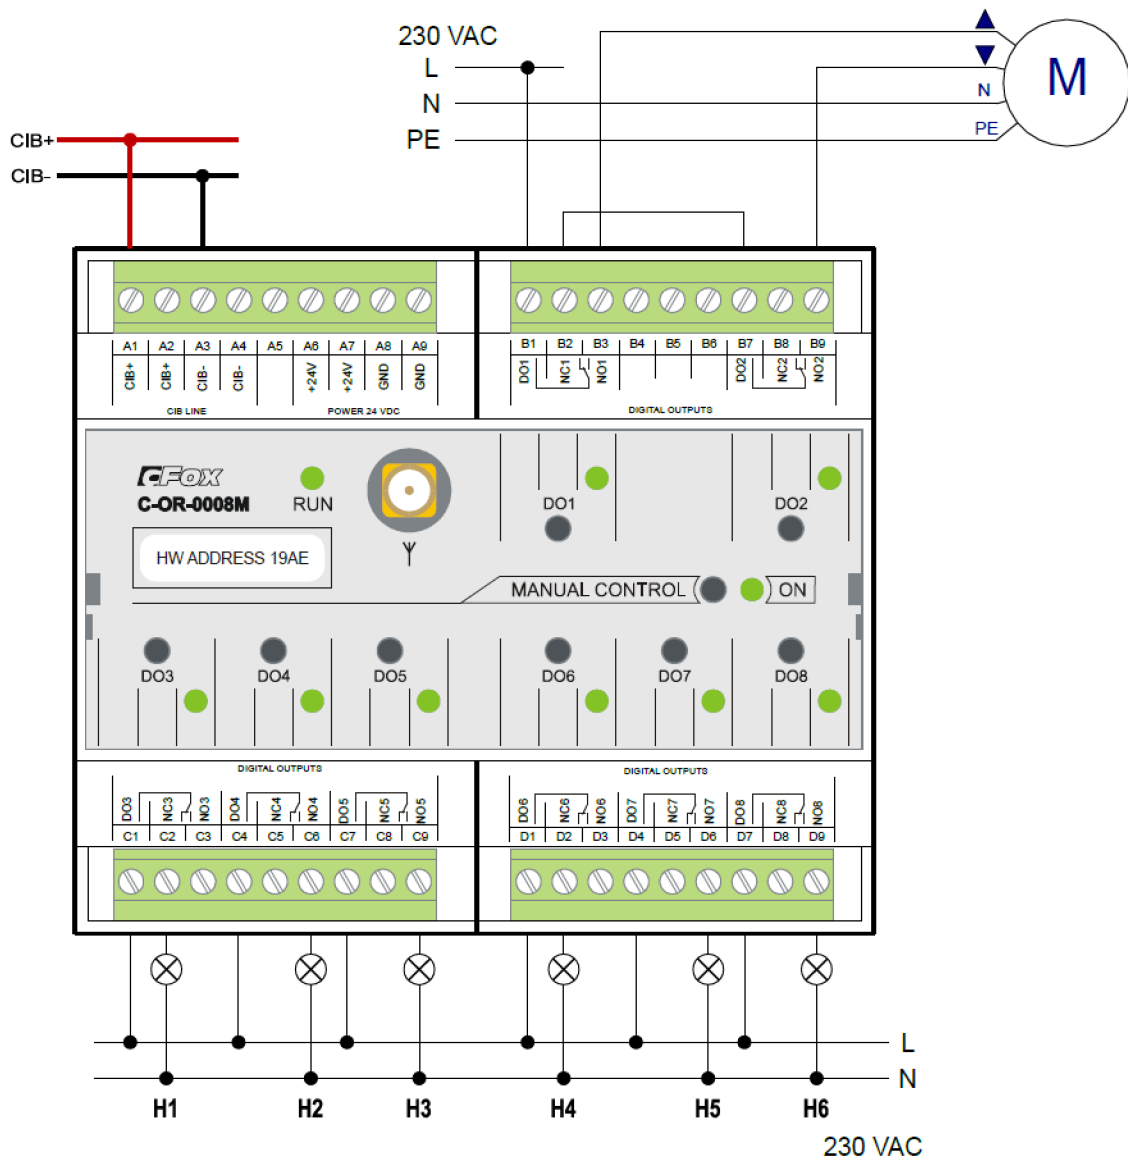 230 VAC
L
N
PE
N
PE
M
CIB+
CIB-
A1 A2 A3 A4 A5 A6 A7 A8 A9
B1 B2 B3 B4 B5 B6 B7 B8 B9
CIB+ CIB+ CIB- CIB- +24V +24V GND GND
DO1 NC1 NO1 DO2 NC2 NO2
CIB LINE POWER 24 VDC
DIGITAL OUTPUTS
CFox
C-OR-0008M
RUN
DO1
DO2
HW ADDRESS 19AE
MANUAL CONTROL ON
DO3 DO4 DO5 DO6 DO7 DO8
DIGITAL OUTPUTS
DIGITAL OUTPUTS
DO3 NC3 NO3 DO4 NC4 NO4 DO5 NC5 NO5
DO6 NC6 NO6 DO7 NC7 NO7 DO8 NC8 NO8
C1 C2 C3 C4 C5 C6 C7 C8 C9
D1 D2 D3 D4 D5 D6 D7 D8 D9
L
N
H1 H2 H3 H4 H5 H6
230 VAC